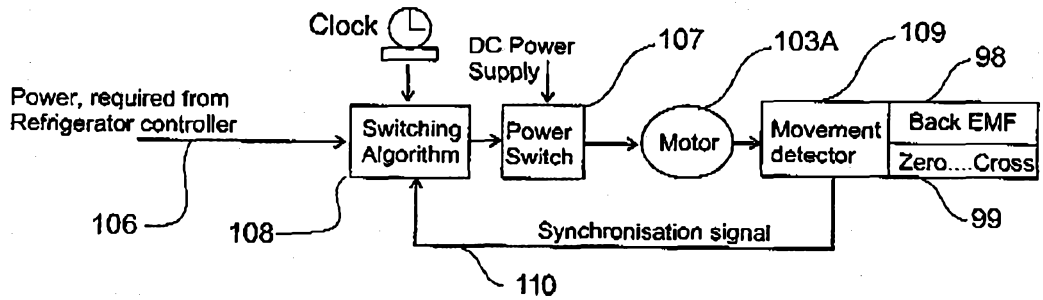 Clock
DC Power
Supply
107
103A
109
98
Power, required from
Refrigerator controller
Switching
Algorithm
Power
Switch
Motor
Movement
detector
Back EMF
Zero....Cross
106
108
Synchronisation signal
99
110